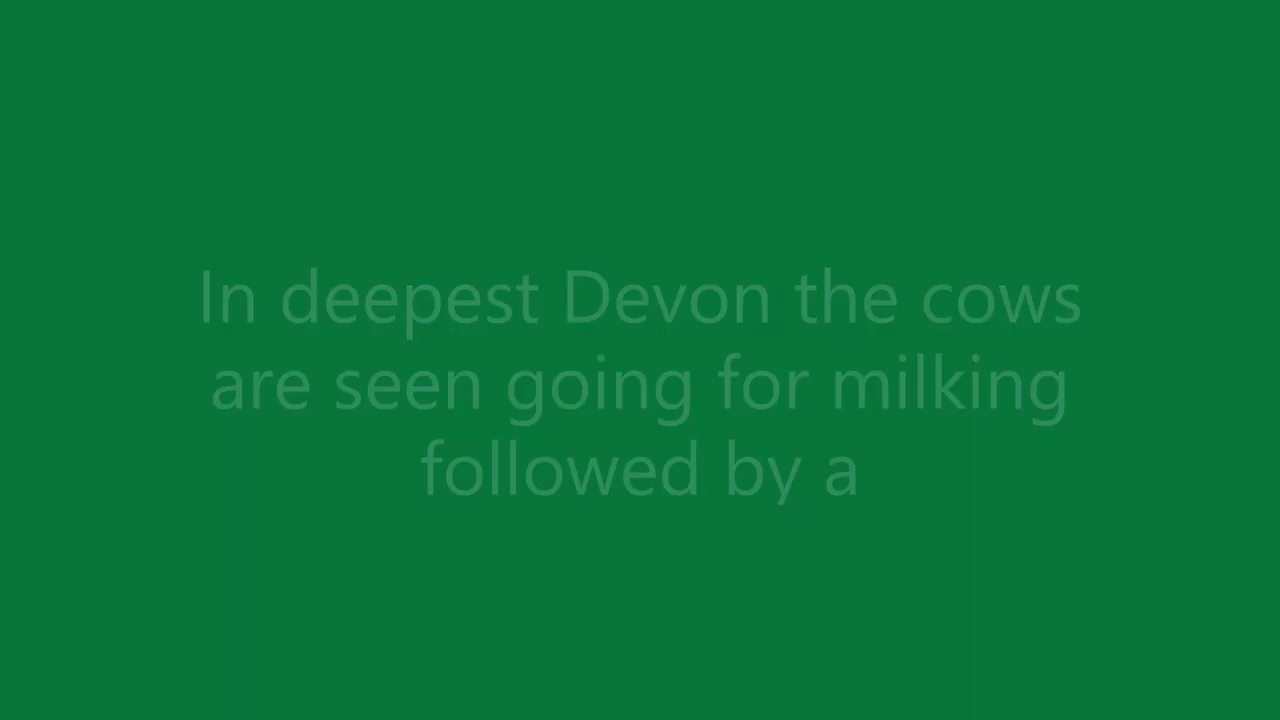 In deepest Devon the cows
are seen going for milking
followed by a